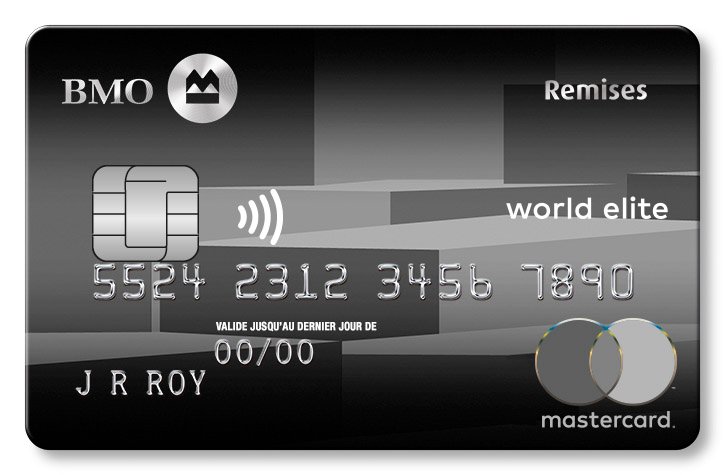 BMO
Remises
world elite
5524 2312 3456 7890
VALIDE JUSQU'AU DERNIER JOUR DE
00/00
J R ROY
mastercard.